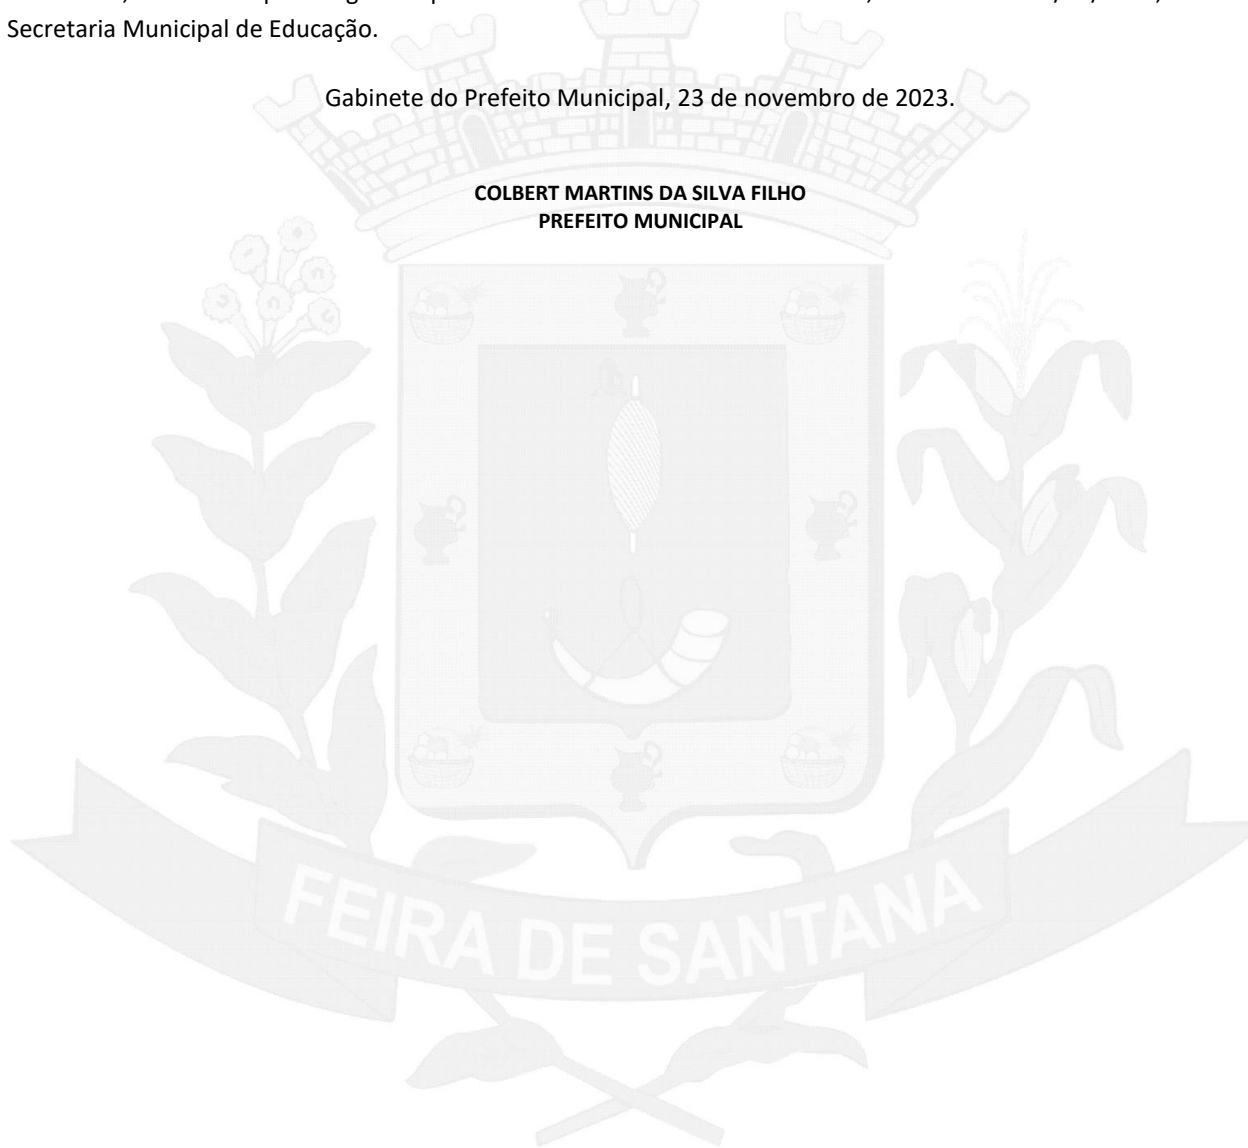 Secretaria Municipal de Educação.
Gabinete do Prefeito Municipal, 23 de novembro de 2023.
COLBERT MARTINS DA SILVA FILHO
PREFEITO MUNICIPAL
FEIRA DE SANTANA